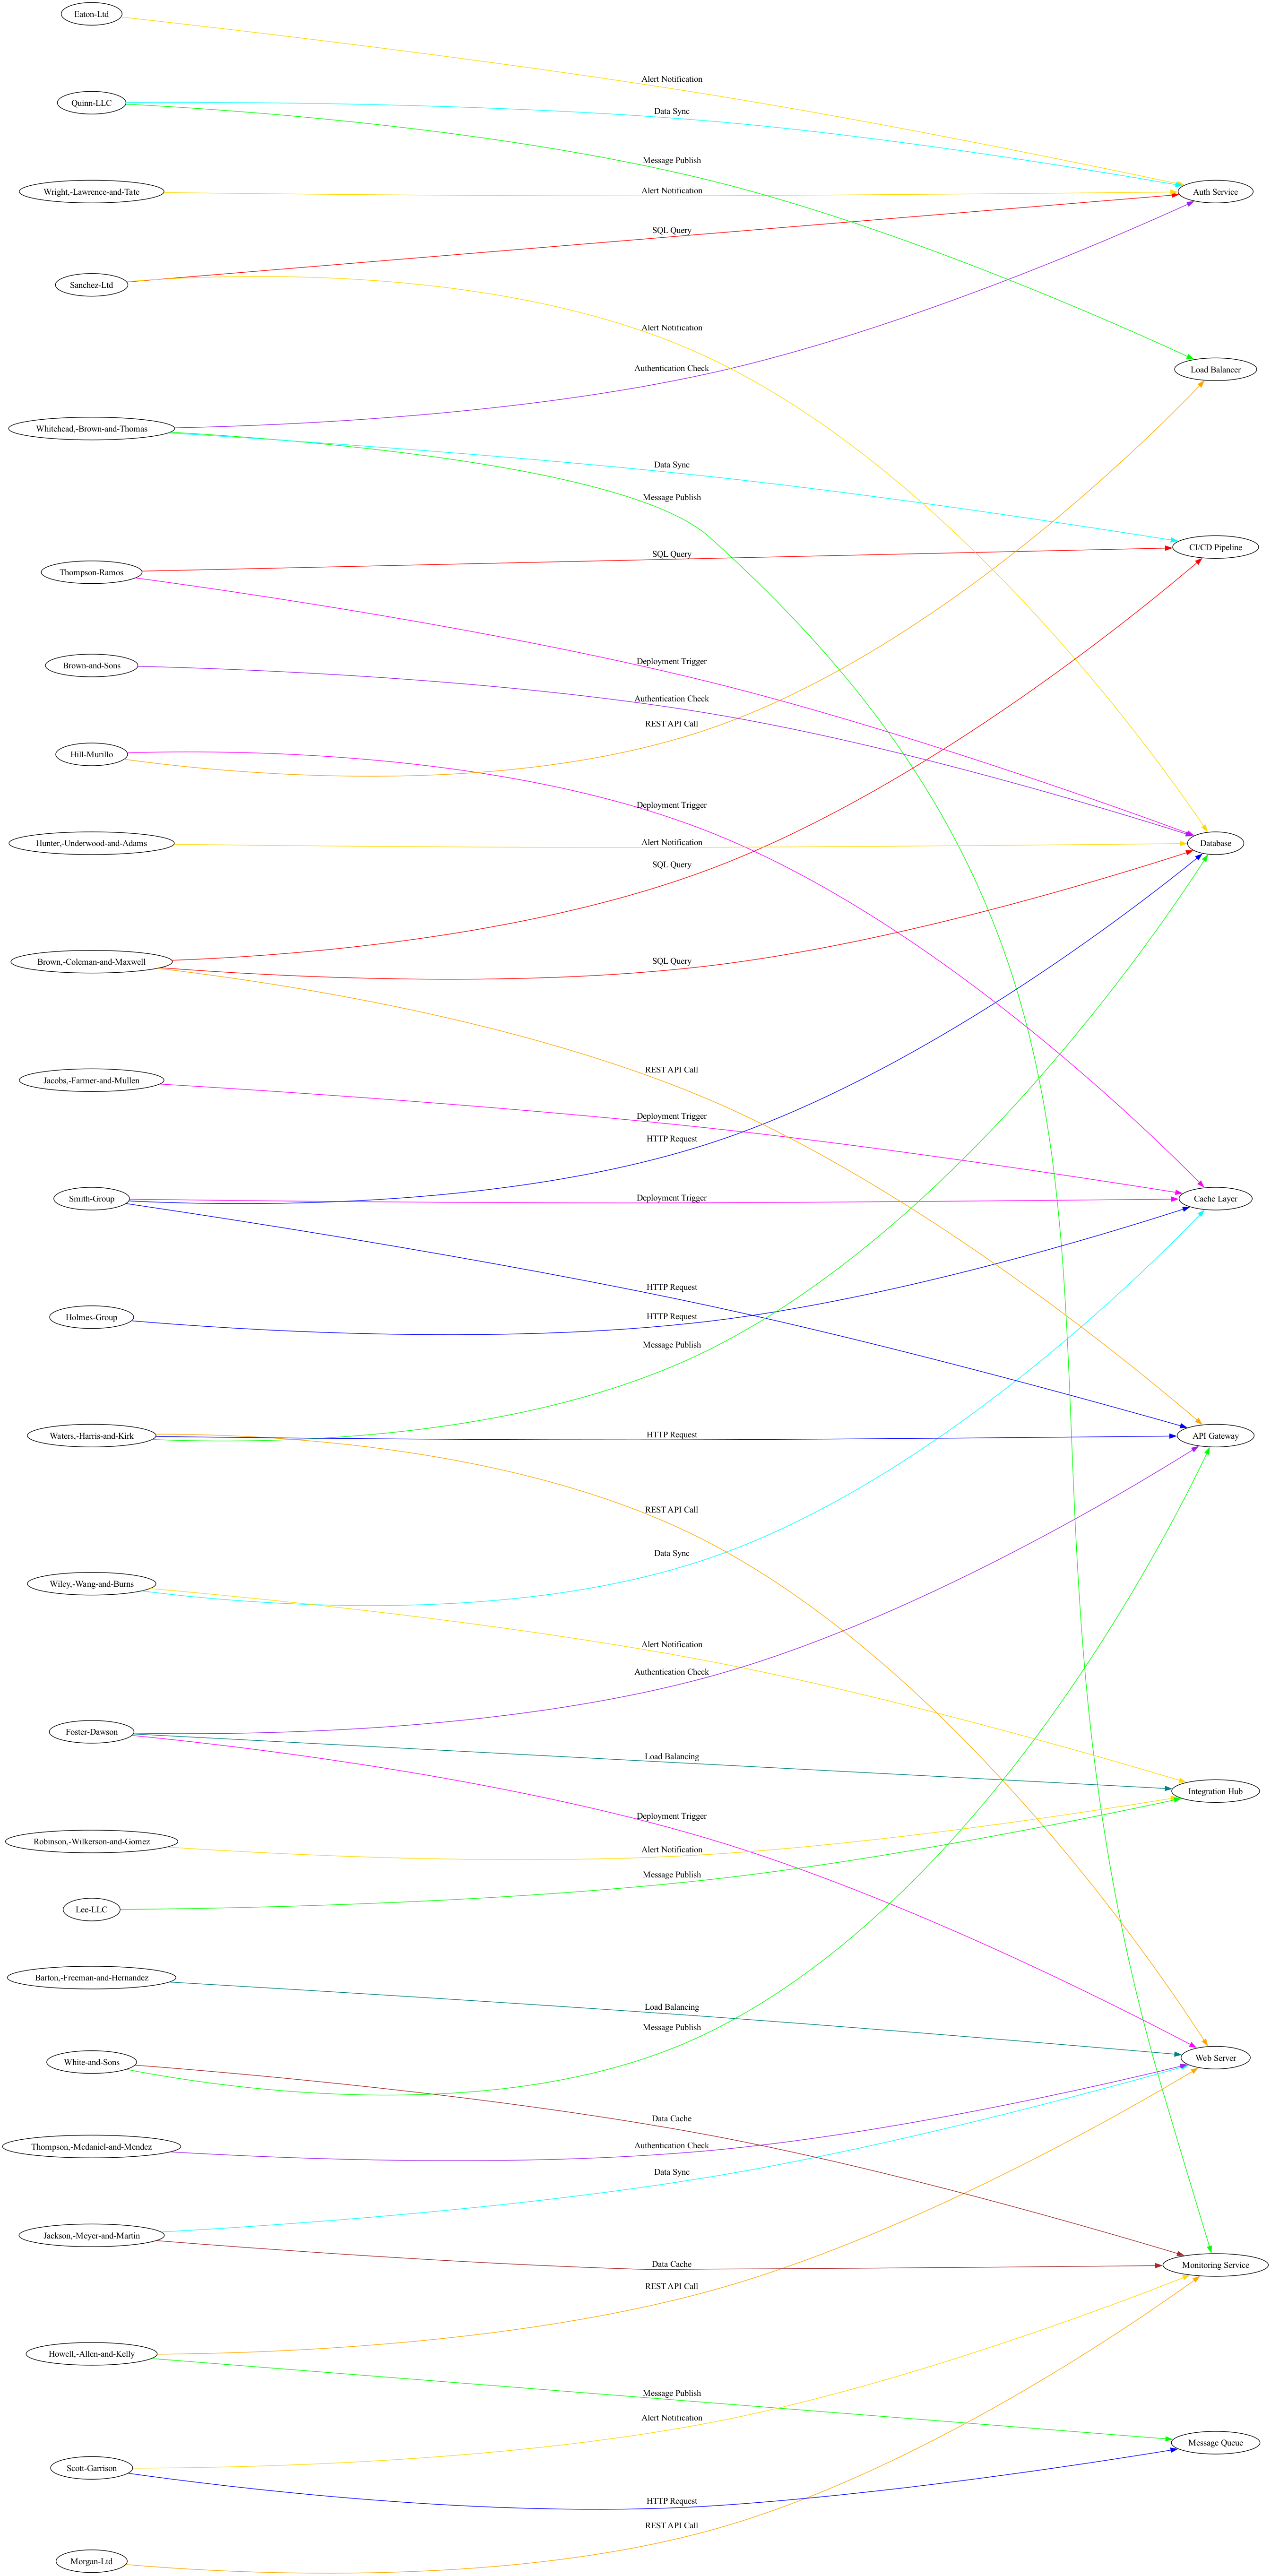 Eaton-Ltd
Alert Notification
Quinn-LLC
Data Sync
Message Publish
Wright,-Lawrence-and-Tate
Alert Notification
Auth Service
SQL Query
Sanchez-Ltd
Alert Notification
Authentication Check
Load Balancer
Whitehead,-Brown-and-Thomas
Data Sync
Message Publish
CI/CD Pipeline
SQL Query
Thompson-Ramos
Deployment Trigger
Brown-and-Sons
Authentication Check
REST API Call
Hill-Murillo
Deployment Trigger
Hunter,-Underwood-and-Adams
Alert Notification
Database
SQL Query
Brown,-Coleman-and-Maxwell
SQL Query
REST API Call
Jacobs,-Farmer-and-Mullen
Deployment Trigger
HTTP Request
Smith-Group
Deployment Trigger
Cache Layer
HTTP Request
Holmes-Group
HTTP Request
Message Publish
Waters,-Harris-and-Kirk
HTTP Request
API Gateway
REST API Call
Data Sync
Wiley,-Wang-and-Burns
Alert Notification
Authentication Check
Foster-Dawson
Load Balancing
Integration Hub
Deployment Trigger
Robinson,-Wilkerson-and-Gomez
Alert Notification
Message Publish
Lee-LLC
Barton,-Freeman-and-Hernandez
Load Balancing
Message Publish
Web Server
White-and-Sons
Data Cache
Thompson,-Mcdaniel-and-Mendez
Authentication Check
Data Sync
Jackson,-Meyer-and-Martin
Data Cache
Monitoring Service
REST API Call
Howell,-Allen-and-Kelly
Message Publish
Alert Notification
Message Queue
Scott-Garrison
HTTP Request
REST API Call
Morgan-Ltd